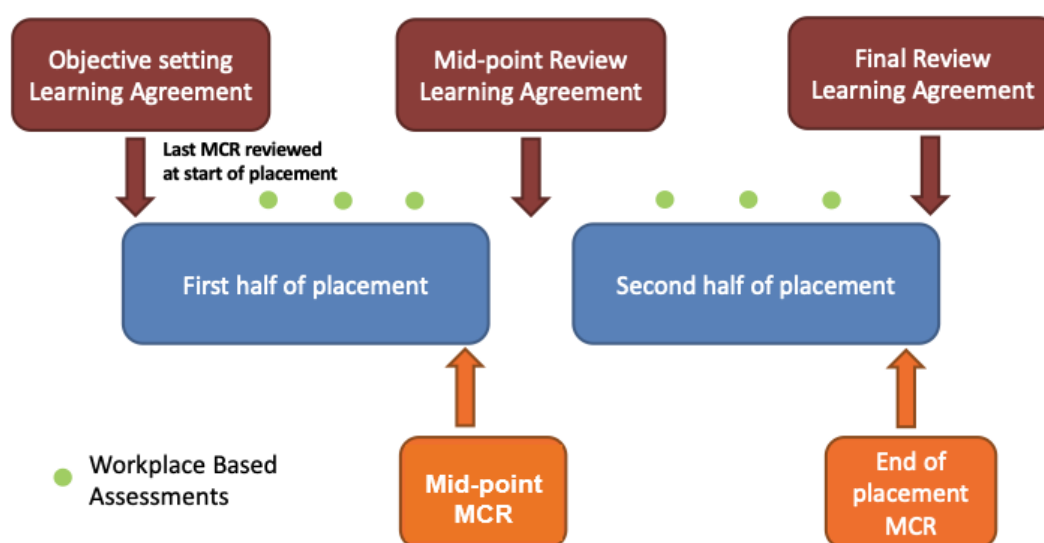 Objective setting
Learning Agreement
Mid-point Review
Learning Agreement
Final Review
Learning Agreement
Last MCR reviewed
at start of placement
First half of placement
Second half of placement
Workplace Based
Assessments
Mid-point
MCR
End of
placement
MCR